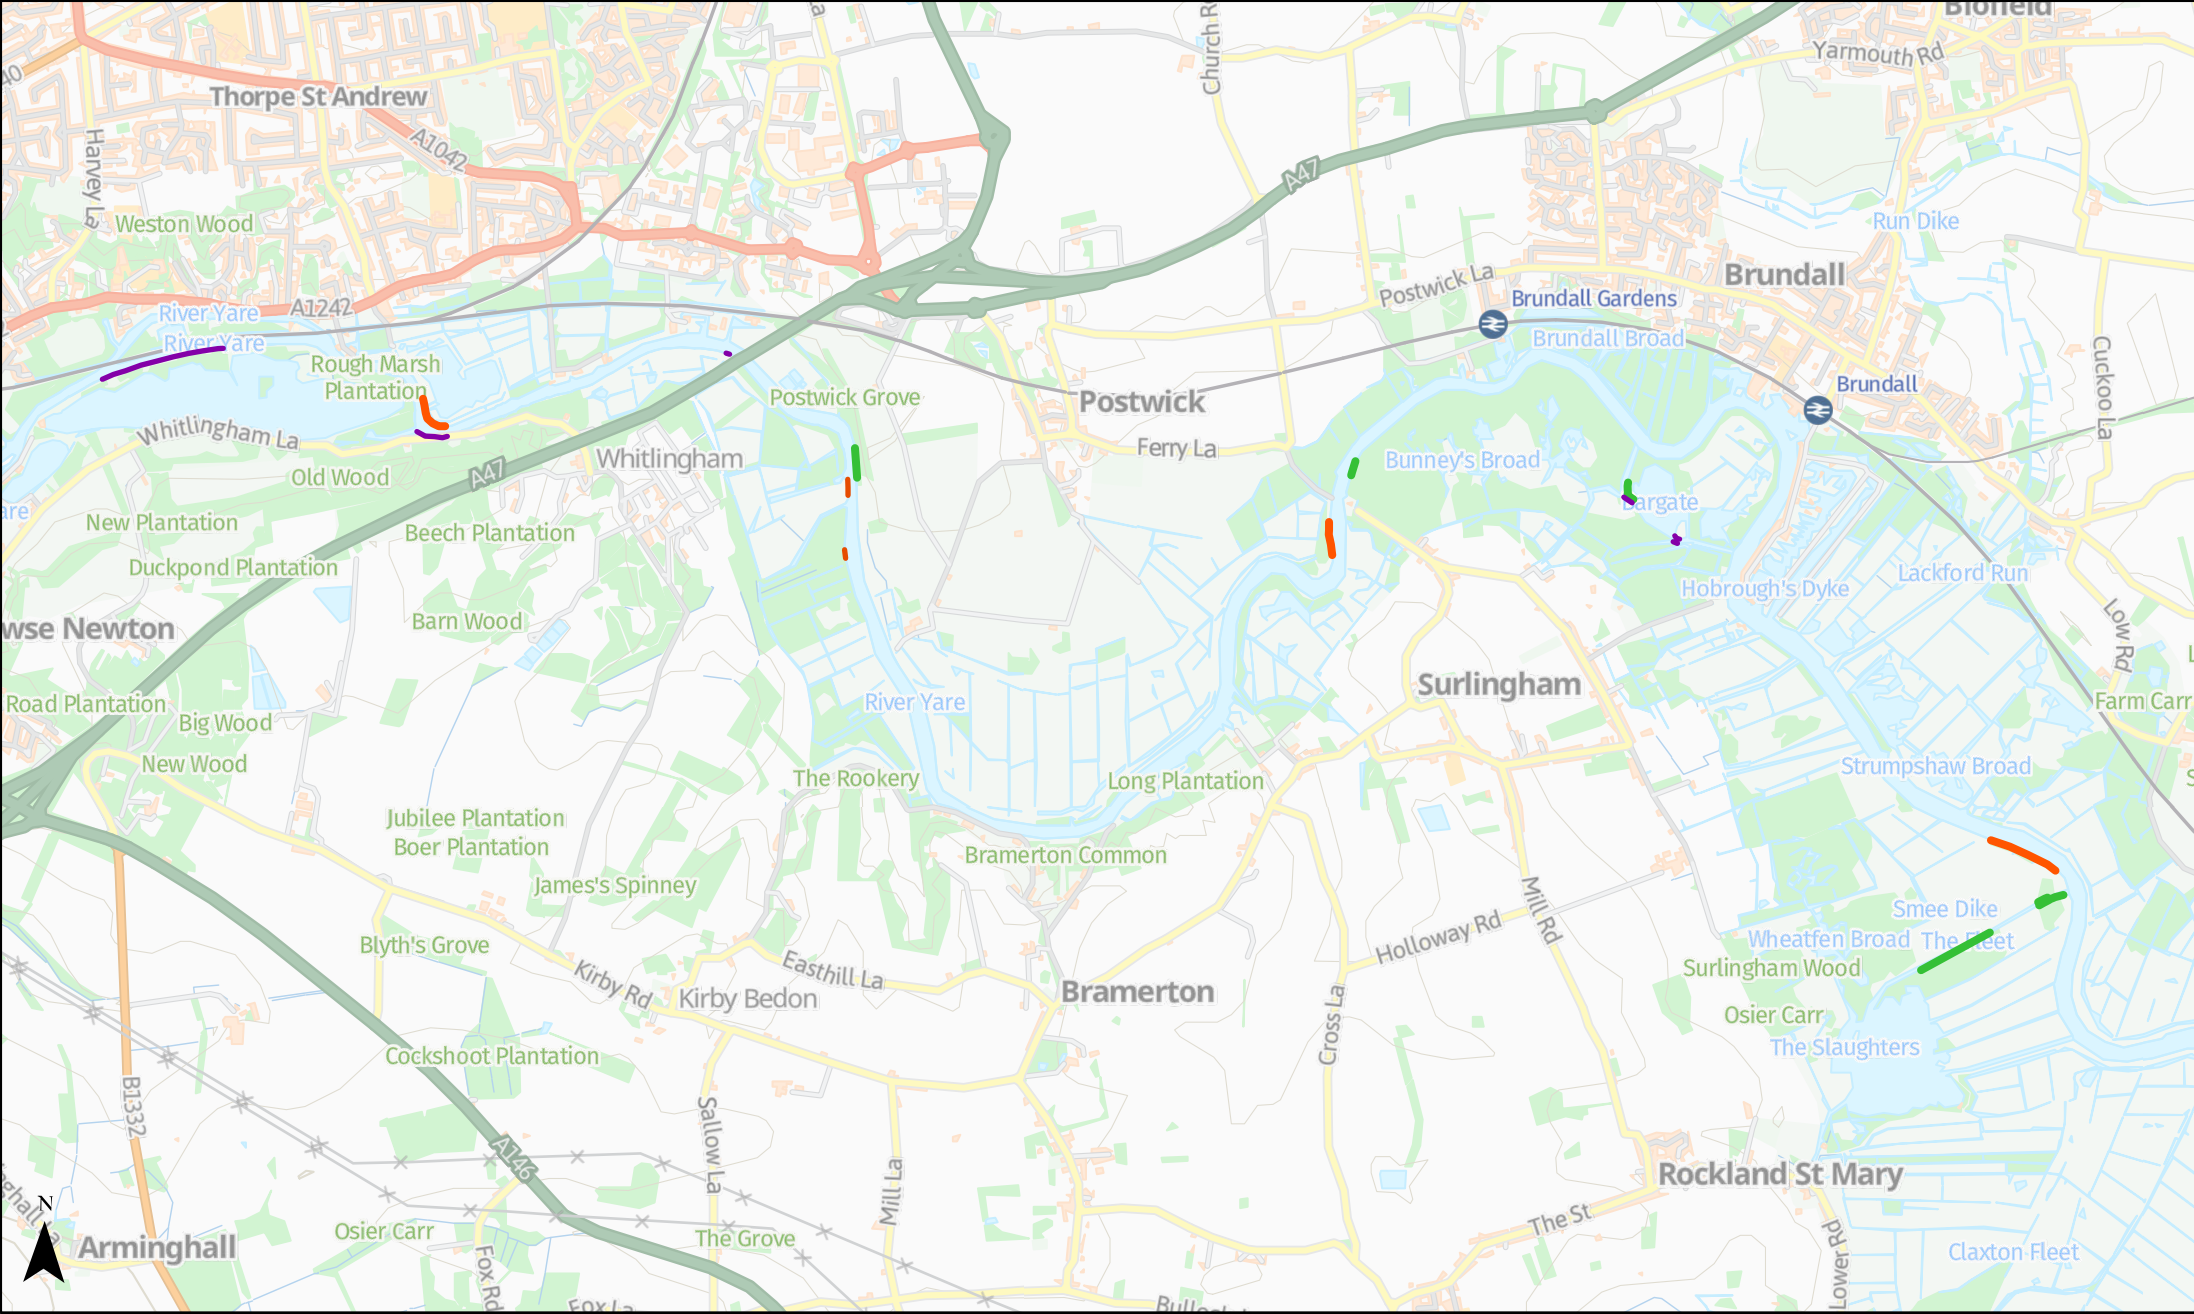 Blofield
Church R
Yarmouth Rd
40
Thorpe St Andrew
A1042
Harvey La
A47
Weston Wood
Run Dike
Brundall
Postwick La
Brundall Gardens
River Yare
A1242
River Yare
Brundall Broad
Rough Marsh
Plantation
Cuckoo La
Brundall
Postwick Grove
Postwick
Whitlingham La
Ferry La
Bunney's Broad
Whitlingham
Old Wood
A47
are
Bargate
New Plantation
Beech Plantation
Duckpond Plantation
Lackford Run
Hobrough's Dyke
Barn Wood
wse Newton
Low Rd
Surlingham
Road Plantation
River Yare
Farm Carr
Big Wood
New Wood
Strumpshaw Broad
The Rookery
Long Plantation
Jubilee Plantation
Boer Plantation
Bramerton Common
James's Spinney
Mill Rd
Smee Dike
Blyth's Grove
Holloway Rd
Wheatfen Broad
The Fleet
Easthill La
Surlingham Wood
Kirby Rd
Kirby Bedon
Bramerton
Osier Carr
Cross La
Cockshoot Plantation
The Slaughters
B1332
Sallow La
A146
Mill La
Rockland St Mary
N
The St
Osier Carr
The Grove
Arminghall
Claxton Fleet
Fox Rd
Lower Rd
Fox La